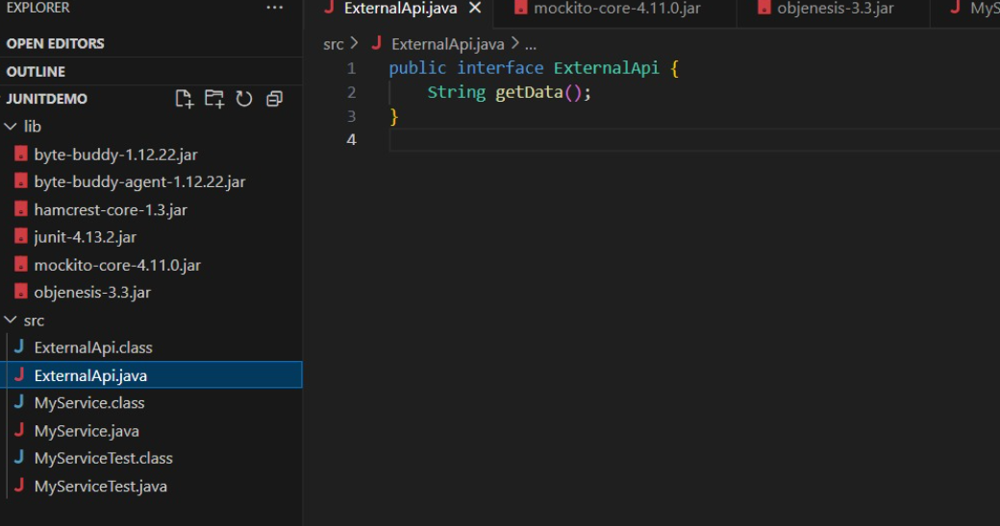 EXPLORER
...
OPEN EDITORS
OUTLINE
JUNITDEMO
lib
byte-buddy-1.12.22.jar
byte-buddy-agent-1.12.22.jar
hamcrest-core-1.3.jar
junit-4.13.2.jar
mockito-core-4.11.0.jar
objenesis-3.3.jar
src
J ExternalApi.class
J ExternalApi.java
J MyService.class
J MyService.java
J MyServiceTest.class
J MyServiceTest.java
J ExternalApi.java
mockito-core-4.11.0.jar
objenesis-3.3.jar
J MyS
src > J ExternalApi.java > ...
1 public interface ExternalApi {
2 String getData();
3 }
4